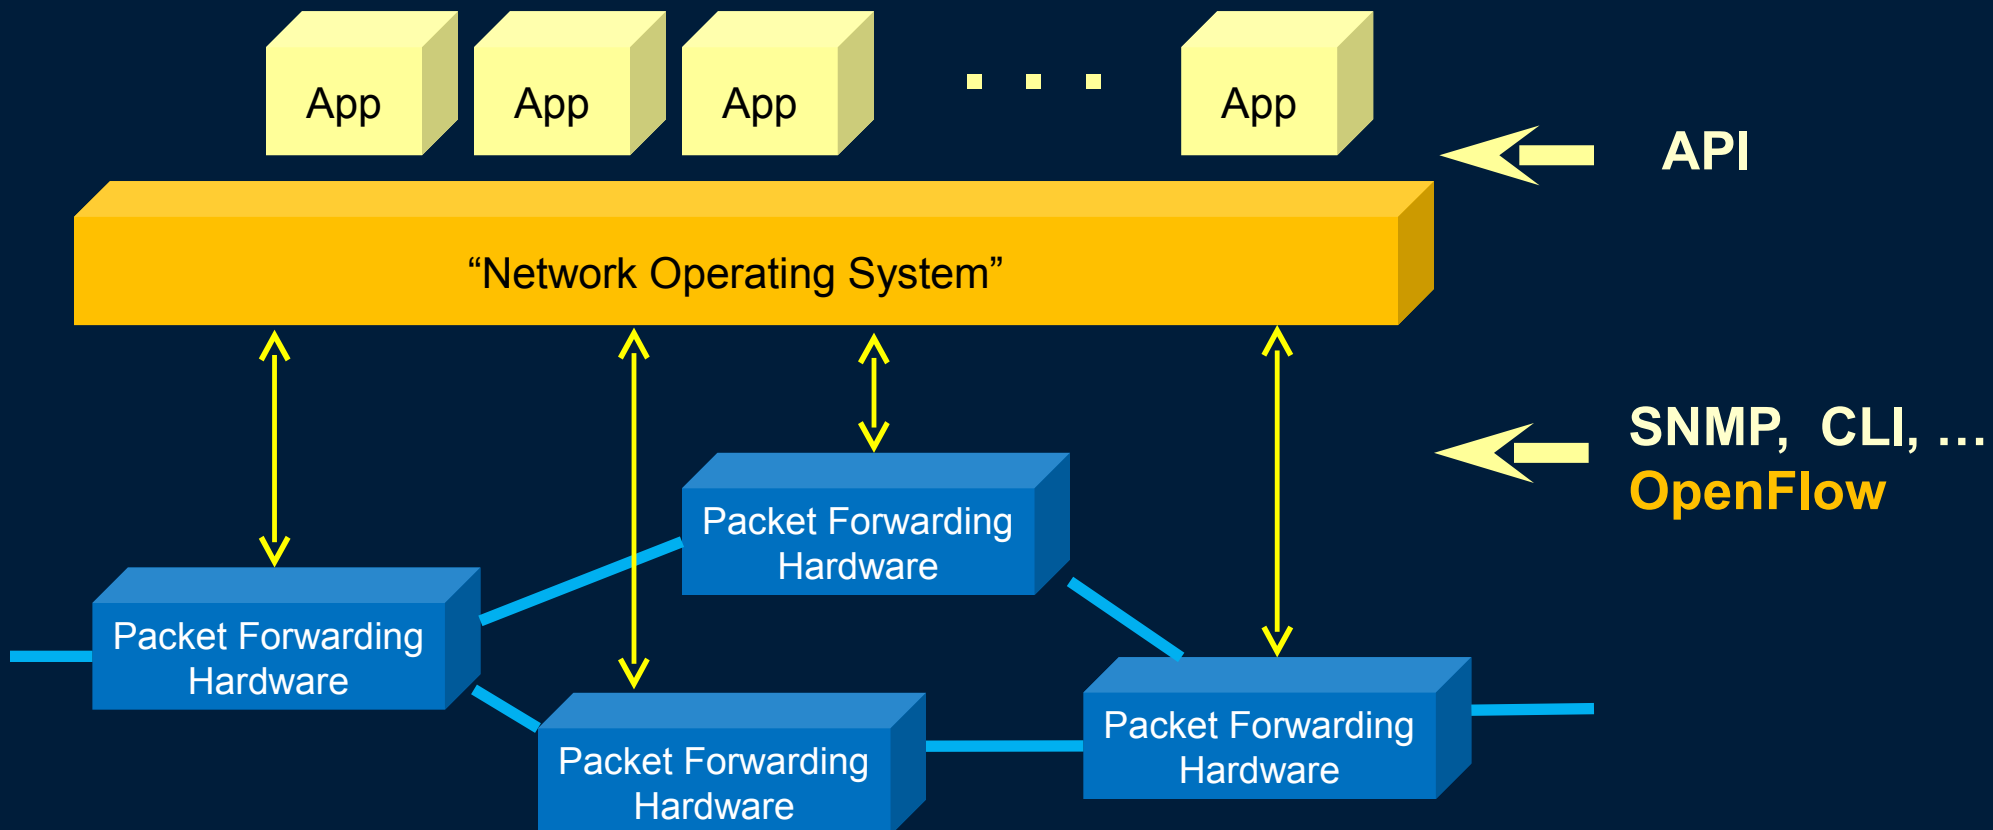 App
App
App
. . .
App
API
“Network Operating System”
SNMP, CLI, …
OpenFlow
Packet Forwarding
Hardware
Packet Forwarding
Hardware
Packet Forwarding
Hardware
Packet Forwarding
Hardware